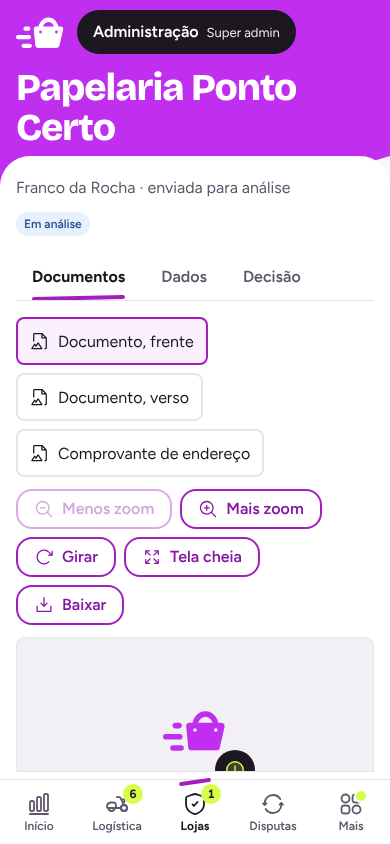 Administração Super admin
Papelaria Ponto
Certo
Franco da Rocha · enviada para análise
Em análise
Documentos Dados Decisão
Documento, frente
Documento, verso
Comprovante de endereço
Menos zoom Mais zoom
Girar Tela cheia
Baixar
6 1
Início Logística Lojas Disputas Mais